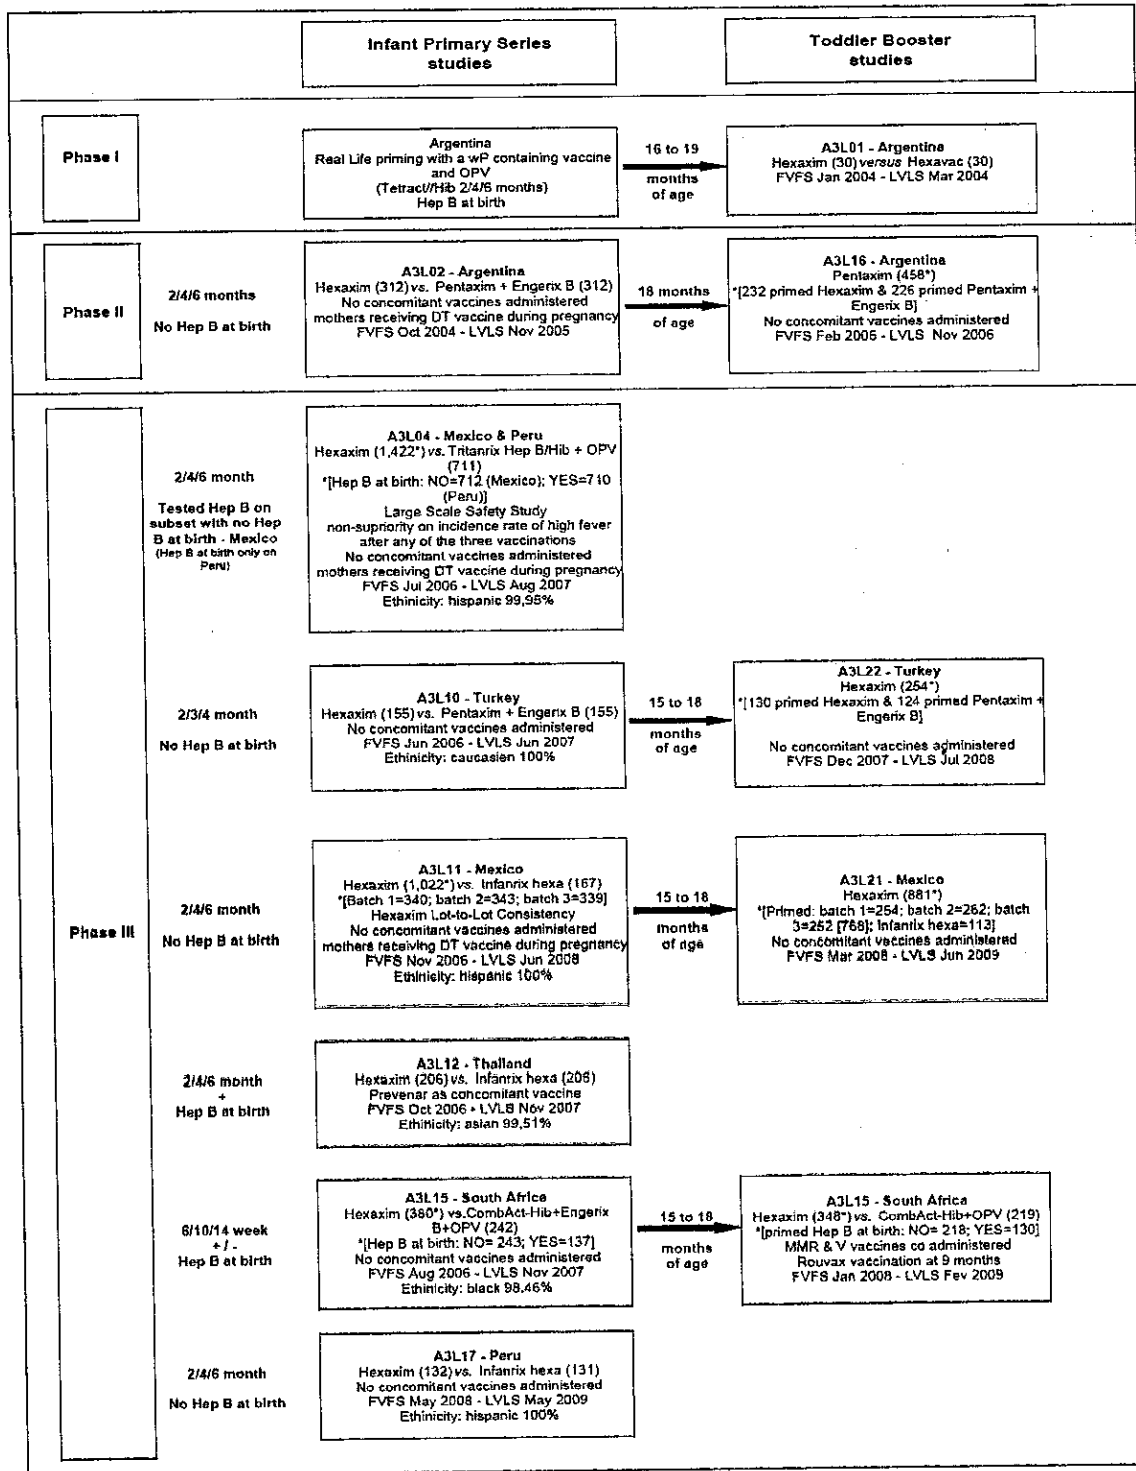 Infant Primary Series
studies
Toddler Booster
studies
Phase I
Argentina
Real Life priming with a wP containing vaccine
and OPV
(Tetract//Hib 2/4/6 months)
Hep B at birth
16 to 19
months
of age
A3L01 - Argentina
Hexaxim (30) versus Hexavac (30)
FVFS Jan 2004 - LVLS Mar 2004
Phase II
2/4/6 months
No Hep B at birth
A3L02 - Argentina
Hexaxim (312) vs. Pentaxim + Engerix B (312)
No concomitant vaccines administered
mothers receiving DT vaccine during pregnancy
FVFS Oct 2004 - LVLS Nov 2005
18 months
of age
A3L16 - Argentina
Pentaxim (458*)
*[232 primed Hexaxim & 226 primed Pentaxim +
Engerix B]
No concomitant vaccines administered
FVFS Feb 2006 - LVLS Nov 2006
Phase III
2/4/6 month
Tested Hep B on
subset with no Hep
B at birth - Mexico
(Hep B at birth only on
Peru)
A3L04 - Mexico & Peru
Hexaxim (1,422*) vs. Tritanrix Hep B/Hib + OPV
(711)
*[Hep B at birth: NO=712 (Mexico); YES=710
(Peru)]
Large Scale Safety Study
non-supriority on incidence rate of high fever
after any of the three vaccinations
No concomitant vaccines administered
mothers receiving DT vaccine during pregnancy
FVFS Jul 2006 - LVLS Aug 2007
Ethinicity: hispanic 99,95%
2/3/4 month
No Hep B at birth
A3L10 - Turkey
Hexaxim (155) vs. Pentaxim + Engerix B (155)
No concomitant vaccines administered
FVFS Jun 2006 - LVLS Jun 2007
Ethinicity: caucasien 100%
15 to 18
months
of age
A3L22 - Turkey
Hexaxim (254*)
*[130 primed Hexaxim & 124 primed Pentaxim +
Engerix B]
No concomitant vaccines administered
FVFS Dec 2007 - LVLS Jul 2008
2/4/6 month
No Hep B at birth
A3L11 - Mexico
Hexaxim (1,022*) vs. Infanrix hexa (167)
*[Batch 1=340; batch 2=343; batch 3=339]
Hexaxim Lot-to-Lot Consistency
No concomitant vaccines administered
mothers receiving DT vaccine during pregnancy
FVFS Nov 2006 - LVLS Jun 2008
Ethinicity: hispanic 100%
15 to 18
months
of age
A3L21 - Mexico
Hexaxim (881*)
*[Primed: batch 1=254; batch 2=262; batch
3=252 [768]; Infanrix hexa=113]
No concomitant vaccines administered
FVFS Mar 2008 - LVLS Jun 2009
2/4/6 month
+
Hep B at birth
A3L12 - Thailand
Hexaxim (206) vs. Infanrix hexa (206)
Prevenar as concomitant vaccine
FVFS Oct 2006 - LVLS Nov 2007
Ethinicity: asian 99,51%
6/10/14 week
+ / -
Hep B at birth
A3L15 - South Africa
Hexaxim (380*) vs.CombAct-Hib+Engerix
B+OPV (242)
*[Hep B at birth: NO= 243; YES=137]
No concomitant vaccines administered
FVFS Aug 2006 - LVLS Nov 2007
Ethinicity: black 98,46%
15 to 18
months
of age
A3L15 - South Africa
Hexaxim (348*) vs. CombAct-Hib+OPV (219)
*[primed Hep B at birth: NO= 218; YES=130]
MMR & V vaccines co administered
Rouvax vaccination at 9 months
FVFS Jan 2008 - LVLS Fev 2009
2/4/6 month
No Hep B at birth
A3L17 - Peru
Hexaxim (132) vs. Infanrix hexa (131)
No concomitant vaccines administered
FVFS May 2008 - LVLS May 2009
Ethinicity: hispanic 100%